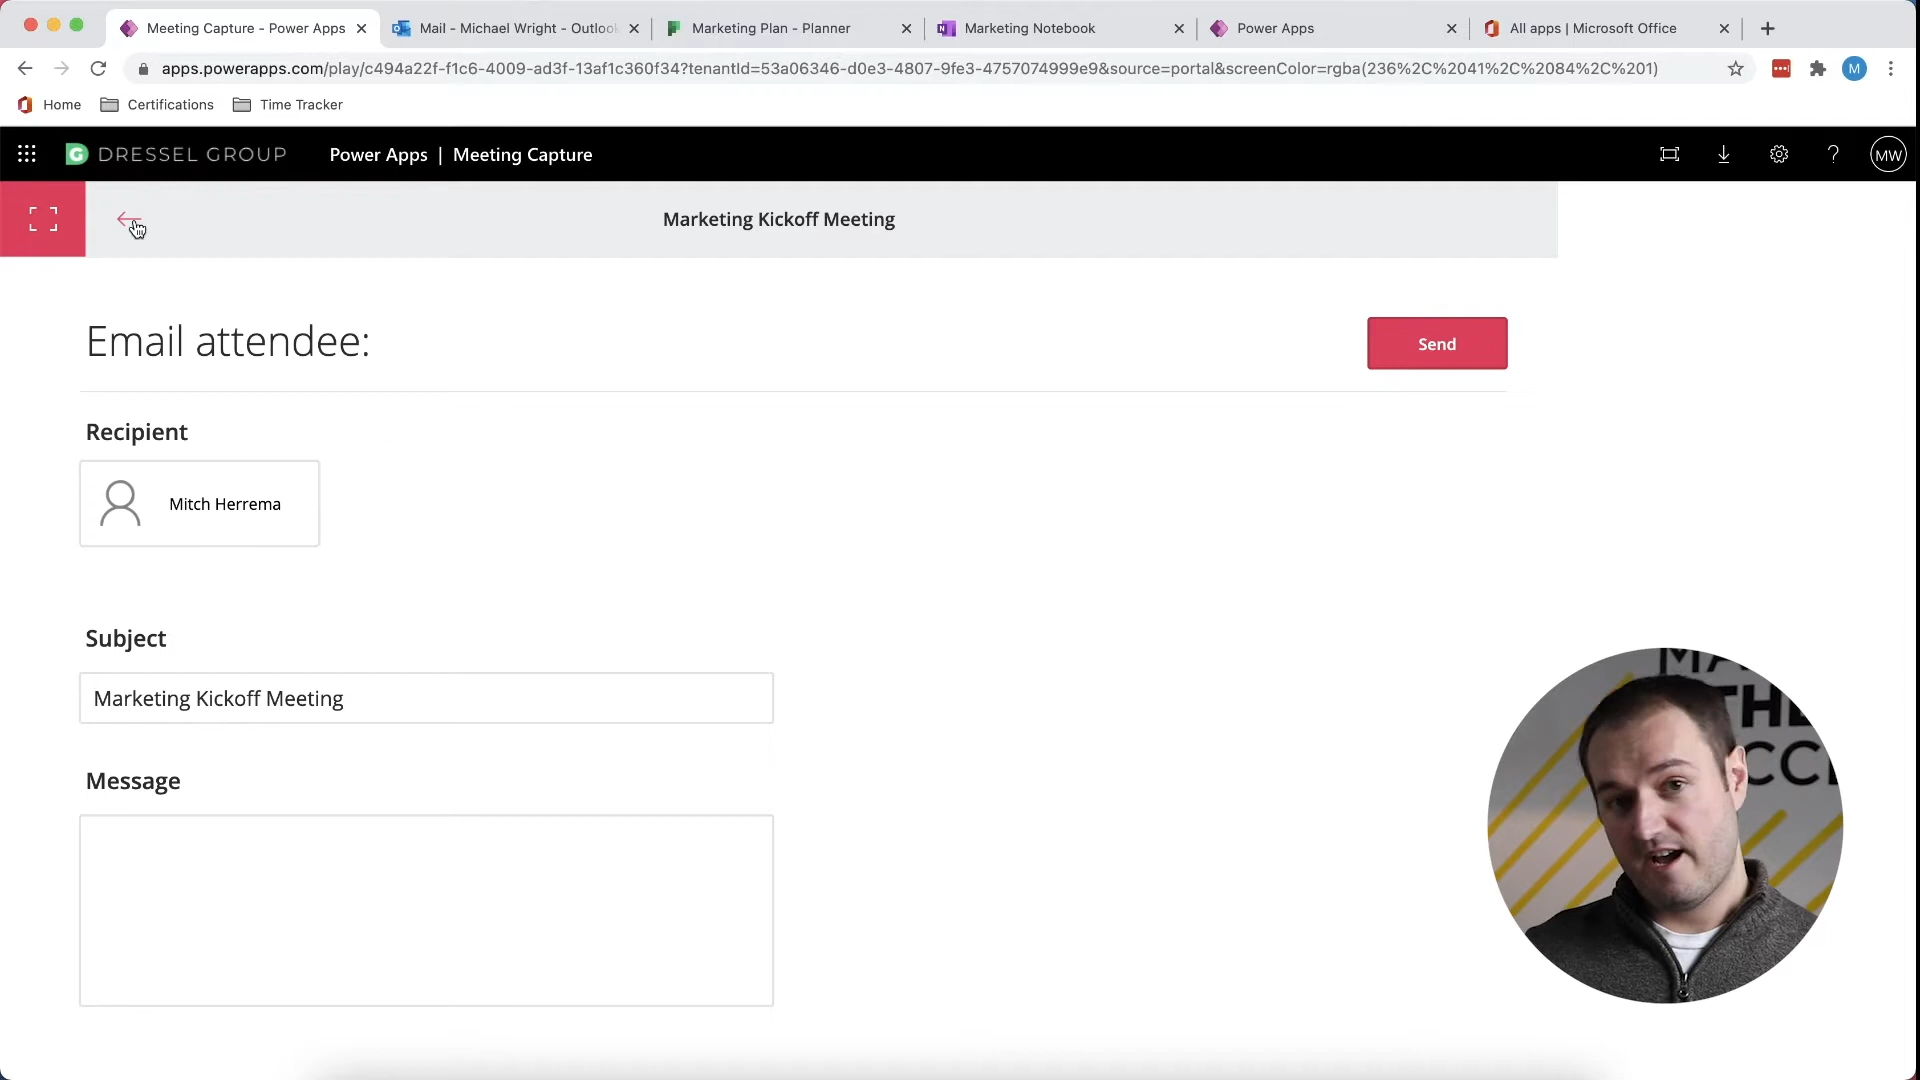 Meeting Capture - Power Apps
Mail - Michael Wright - Outlook
Marketing Plan - Planner
Marketing Notebook
Power Apps
All apps | Microsoft Office
apps.powerapps.com/play/c494a22f-f1c6-4009-ad3f-13af1c360f34?tenantId=53a06346-d0e3-4807-9fe3-4757074999e9&source=portal&screenColor=rgba(236%2C%2041%2C%2084%2C%201)
M
Home
Certifications
Time Tracker
DRESSEL GROUP
Power Apps | Meeting Capture
?
MW
Marketing Kickoff Meeting
Email attendee:
Send
Recipient
Mitch Herrema
Subject
Marketing Kickoff Meeting
Message